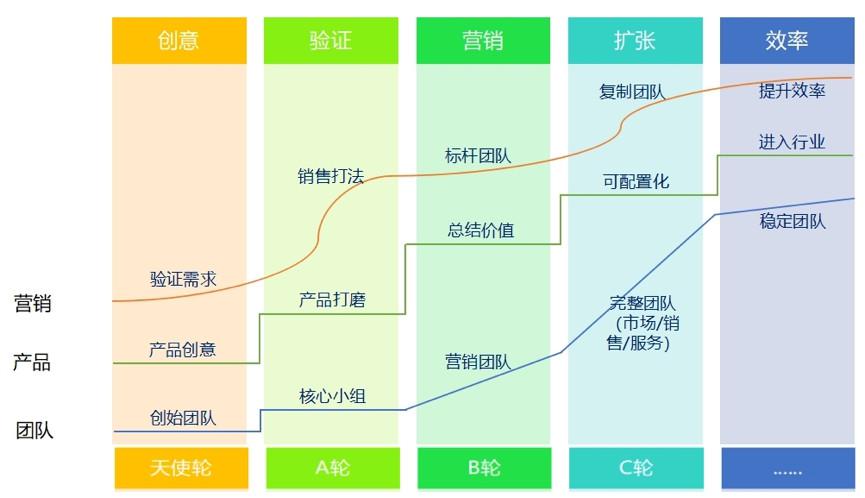 创意
验证
营销
扩张
效率
复制团队
提升效率
进入行业
标杆团队
销售打法
可配置化
稳定团队
总结价值
验证需求
营销
产品打磨
完整团队
(市场/销
售/服务)
产品创意
产品
营销团队
核心小组
创始团队
团队
天使轮
A轮
B轮
C轮
……